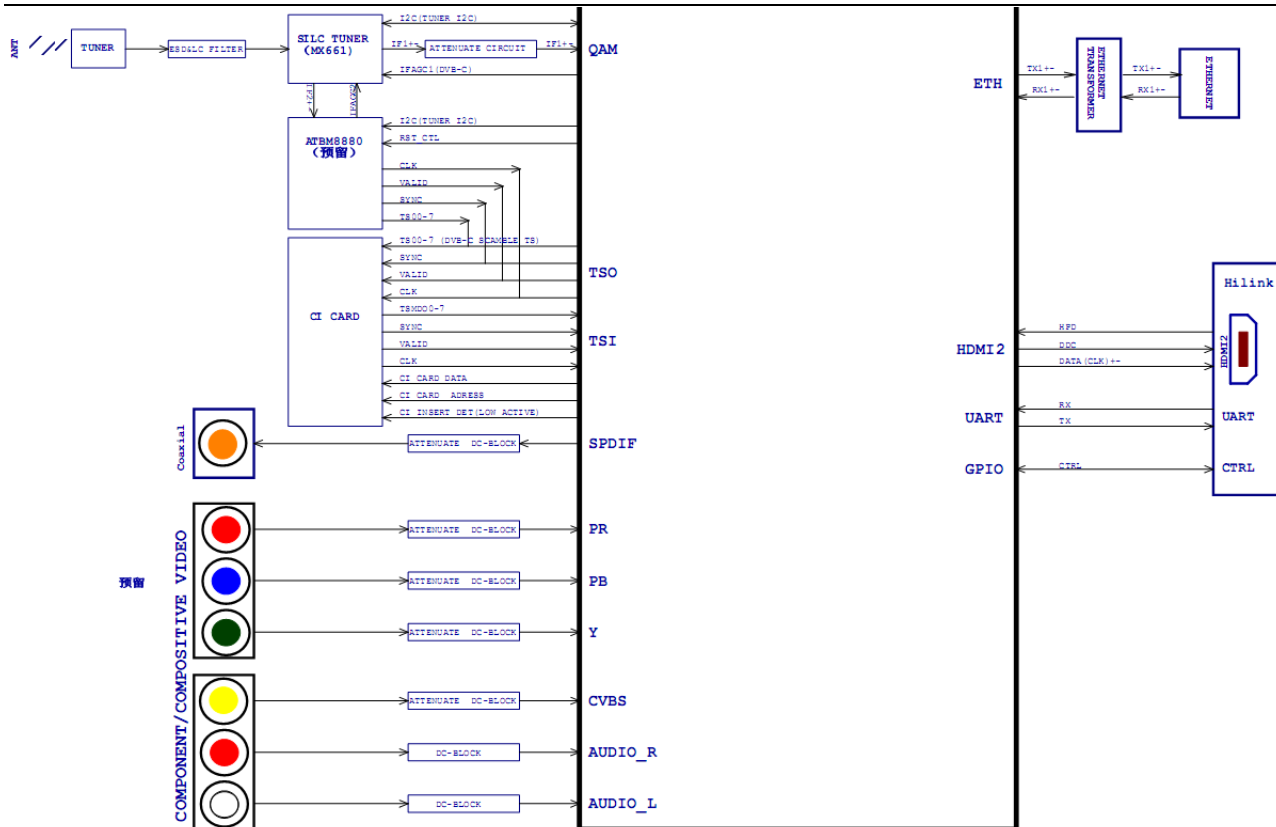 ANT
TUNER
ESD&LC FILTER
SILC TUNER
(MX661)
I2C(TUNER I2C)
IF1+-
ATTENUATE CIRCUIT
IF1+-
IFAGC1(DVB-C)
QAM
IF2+
ATBM8880
(预留)
I2C(TUNER I2C)
RST CTL
CLK
VALID
SYNC
TS00-7
CI CARD
TS00-7 (DVB-C SCAMBLE TS)
SYNC
VALID
CLK
TSO
TSMDO0-7
SYNC
VALID
CLK
TSI
CI CARD DATA
CI CARD ADRESS
CI INSERT DET(LOW ACTIVE)
Coaxial
ATTENUATE DC-BLOCK
SPDIF
预留
COMPONENT/COMPOSITIVE VIDEO
ATTENUATE DC-BLOCK
PR
ATTENUATE DC-BLOCK
PB
ATTENUATE DC-BLOCK
Y
ATTENUATE DC-BLOCK
CVBS
DC-BLOCK
AUDIO_R
DC-BLOCK
AUDIO_L
ETH
TX1+-
RX1+-
ETHERNET
TRANSFORMER
TX1+-
RX1+-
ETHERNET
Hilink
HDMI2
HPD
DDC
DATA(CLK)+-
HDMI2
UART
RX
TX
UART
GPIO
CTRL
CTRL